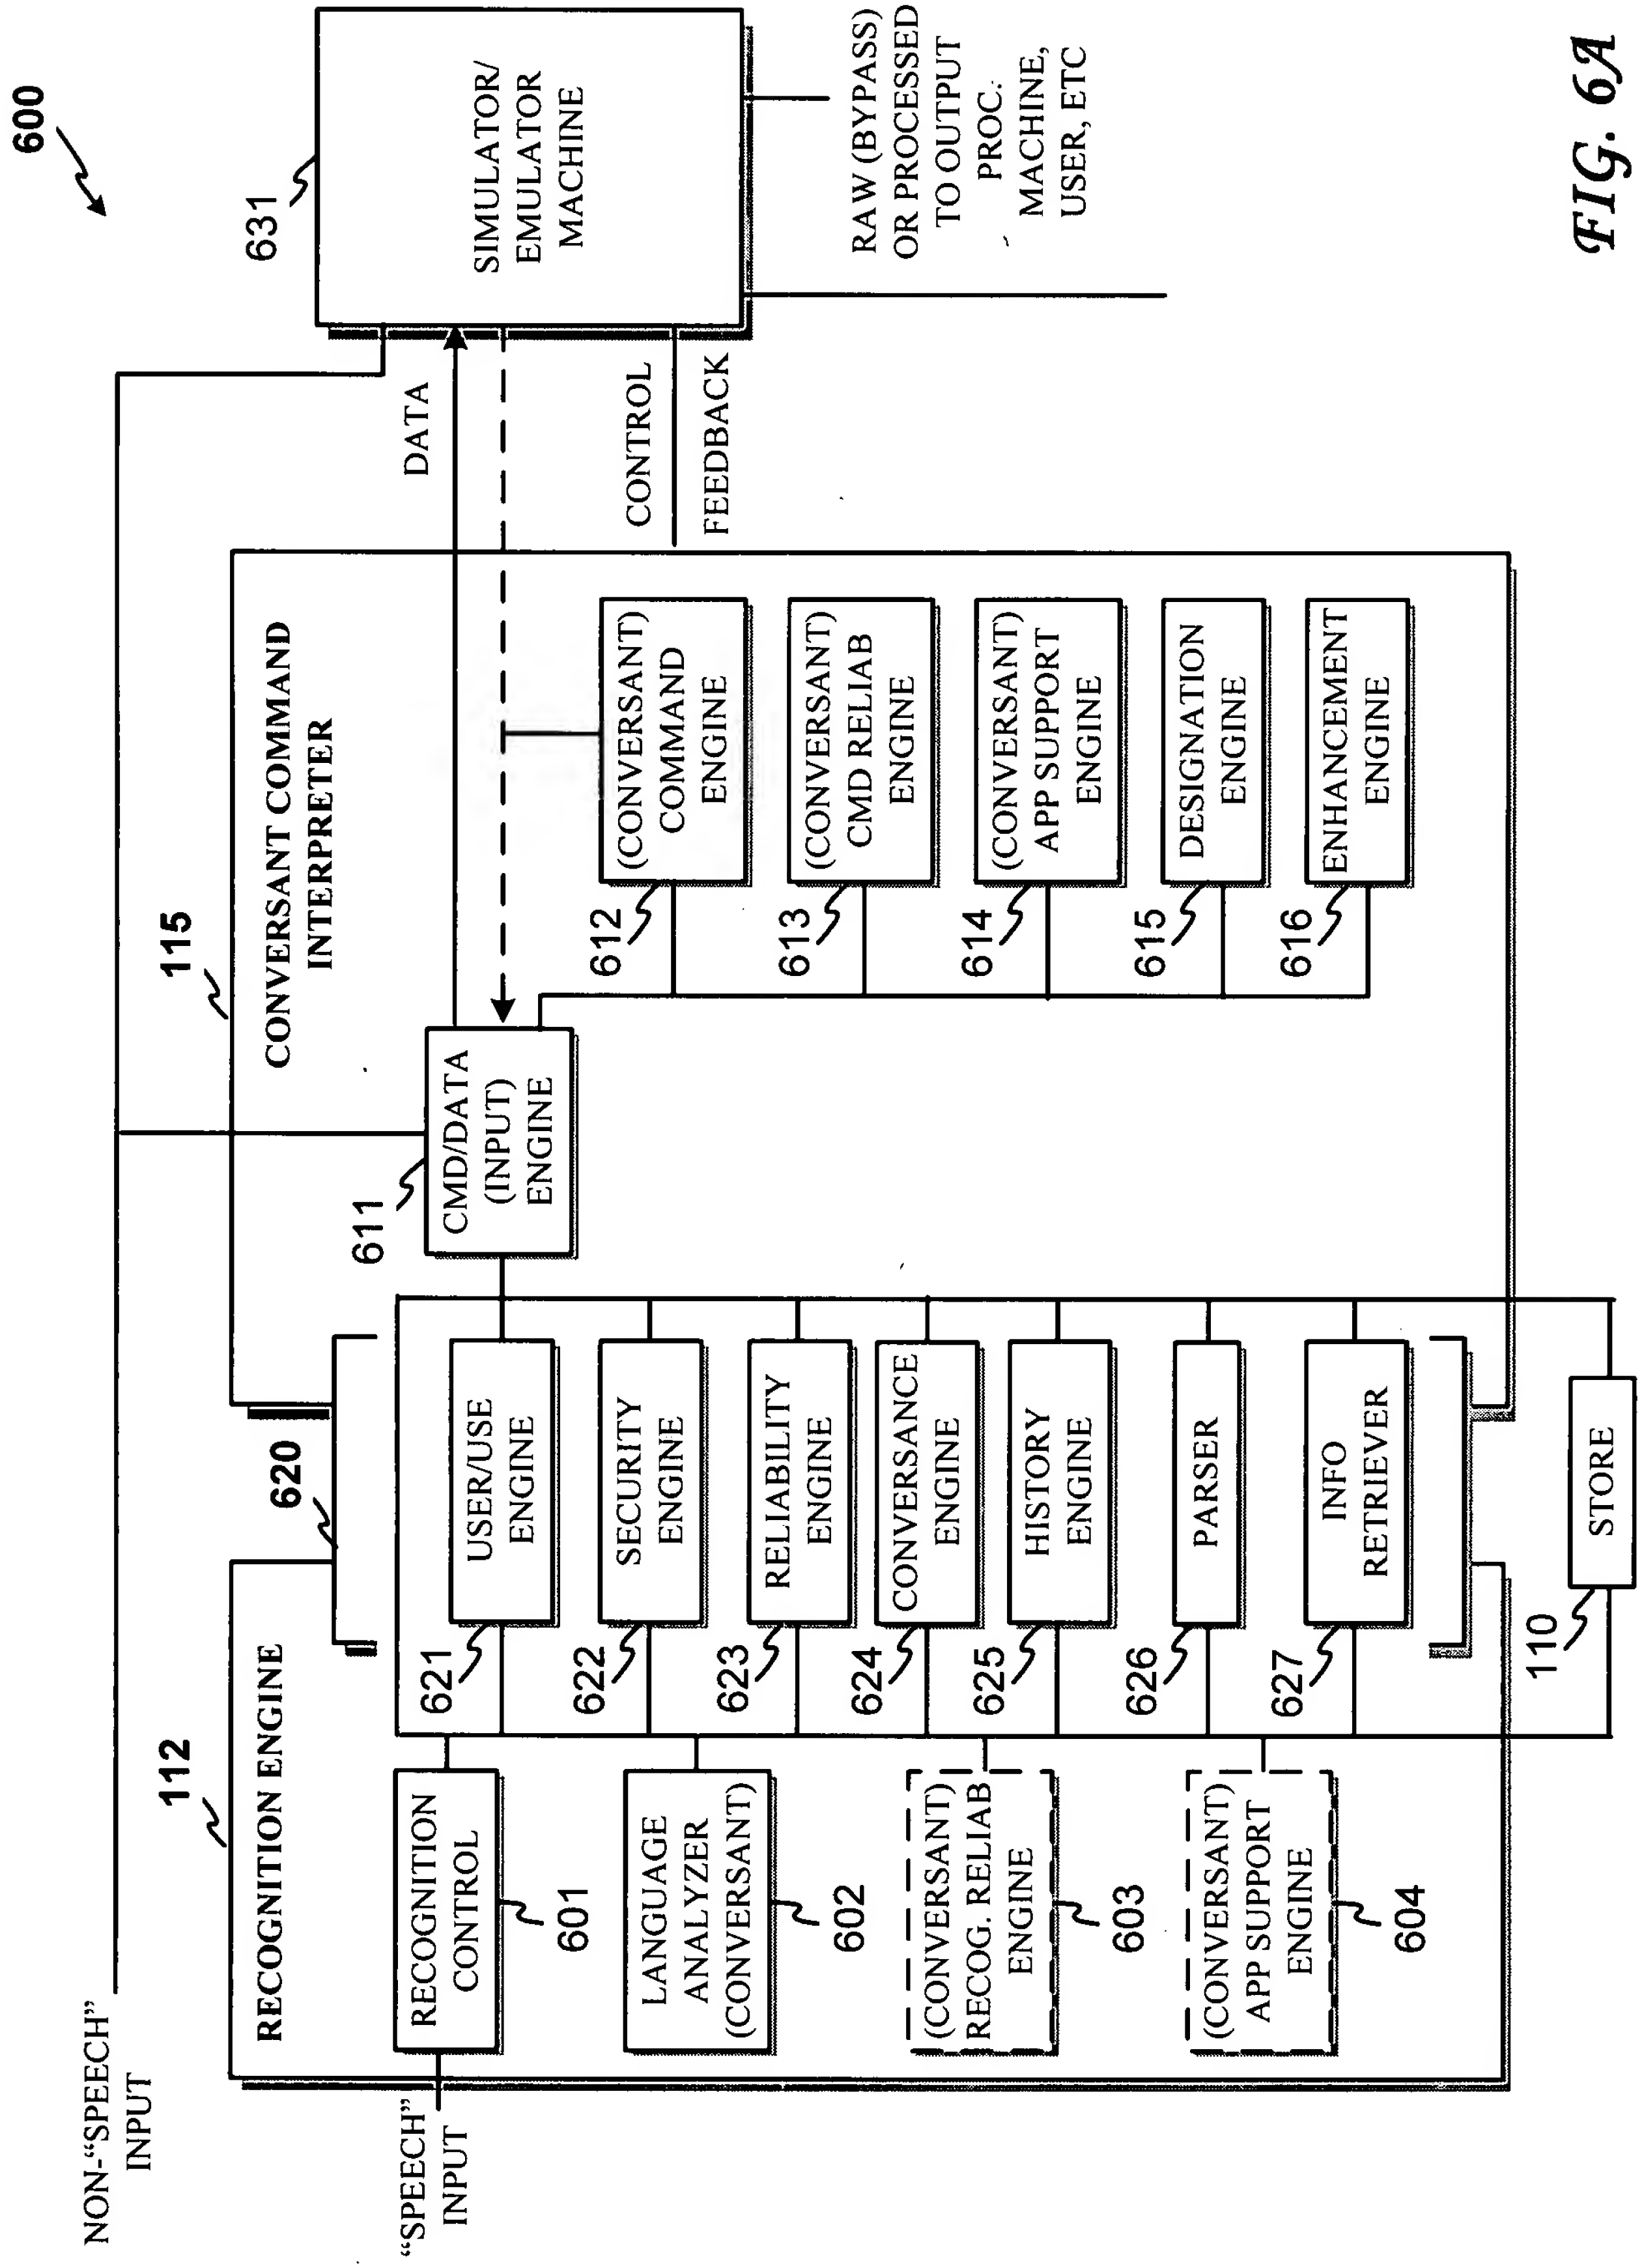 600
NON-“SPEECH”
INPUT
“SPEECH”
INPUT
112
RECOGNITION ENGINE
RECOGNITION
CONTROL
601
LANGUAGE
ANALYZER
(CONVERSANT)
602
(CONVERSANT)
RECOG. RELIAB
ENGINE
603
(CONVERSANT)
APP SUPPORT
ENGINE
604
620
USER/USE
ENGINE
621
SECURITY
ENGINE
622
RELIABILITY
ENGINE
623
CONVERSANCE
ENGINE
624
HISTORY
ENGINE
625
PARSER
626
INFO
RETRIEVER
627
STORE
110
115
CONVERSANT COMMAND
INTERPRETER
CMD/DATA
(INPUT)
ENGINE
611
(CONVERSANT)
COMMAND
ENGINE
612
(CONVERSANT)
CMD RELIAB
ENGINE
613
(CONVERSANT)
APP SUPPORT
ENGINE
614
DESIGNATION
ENGINE
615
ENHANCEMENT
ENGINE
616
DATA
CONTROL
FEEDBACK
631
SIMULATOR/
EMULATOR
MACHINE
RAW (BYPASS)
OR PROCESSED
TO OUTPUT
PROC.
MACHINE,
USER, ETC
FIG. 6A